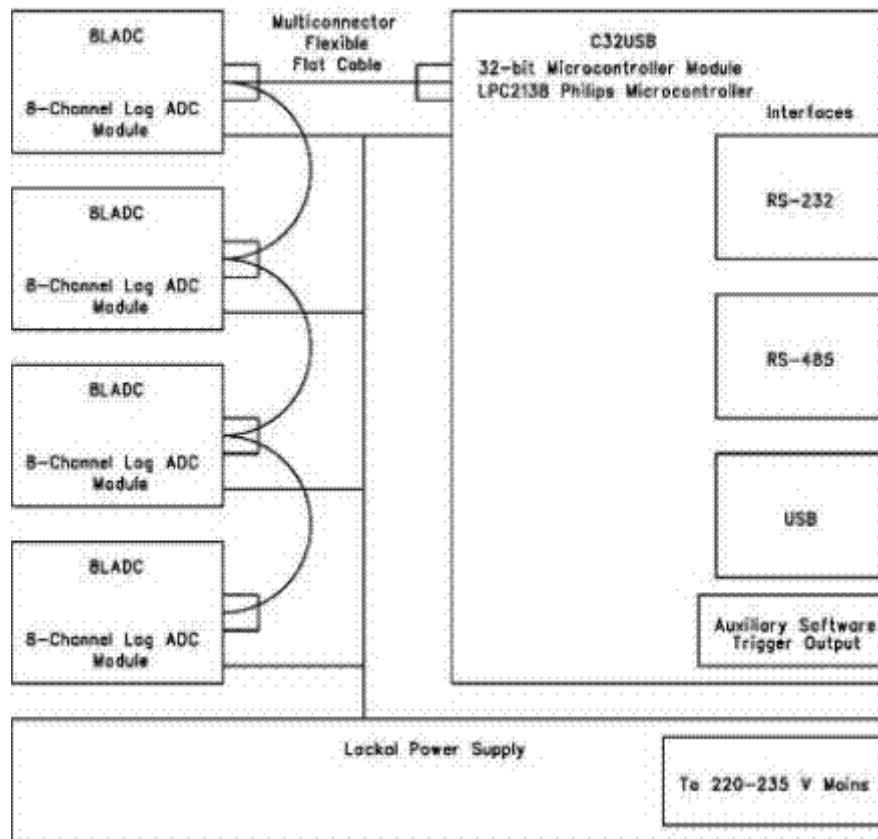 8LADC
8-Channel Log ADC
Module
Multiconnector
Flexible
Flat Cable
C32USB
32-bit Microcontroller Module
LPC2138 Philips Microcontroller
Interfaces
RS-232
8LADC
8-Channel Log ADC
Module
RS-485
8LADC
8-Channel Log ADC
Module
USB
8LADC
8-Channel Log ADC
Module
Auxiliary Software
Trigger Output
Lockal Power Supply
To 220-235 V Mains